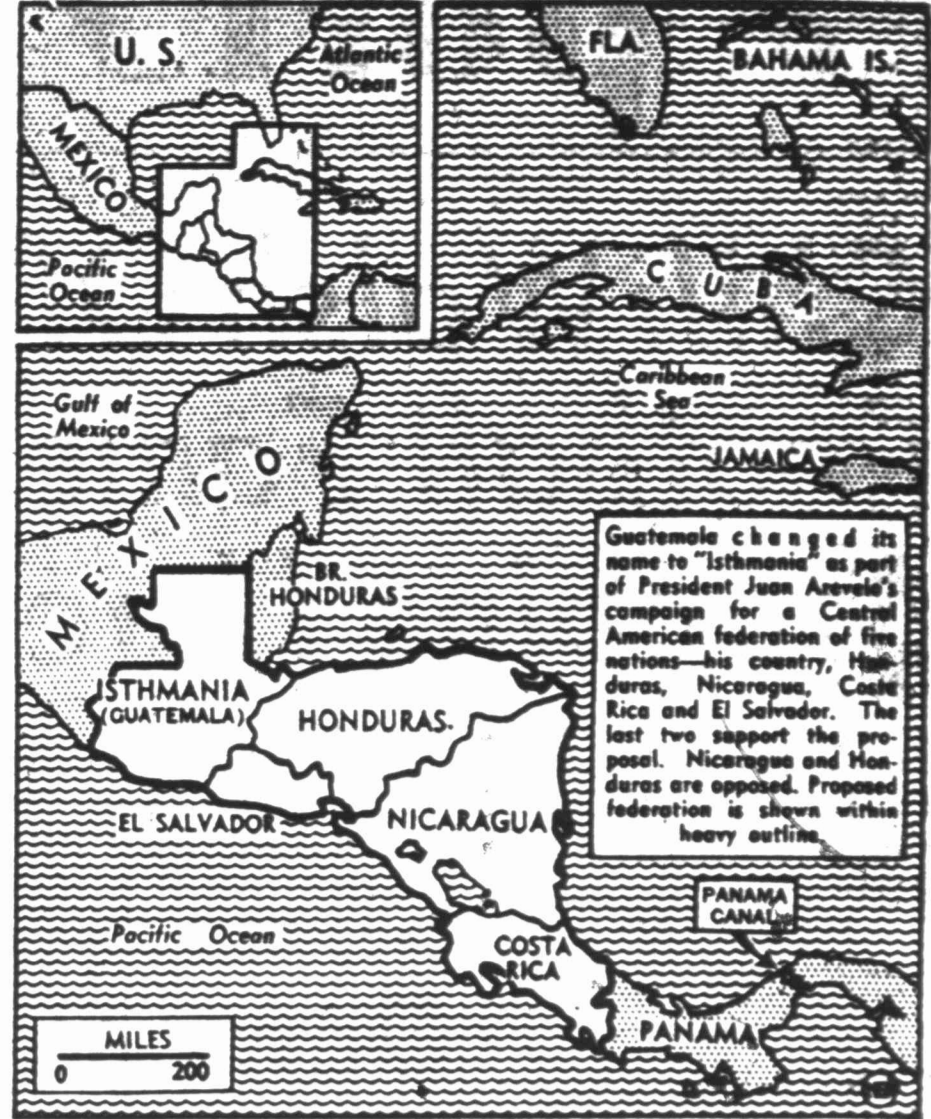 U. S.
Atlantic
Ocean
MEXICO
Pacific
Ocean
FLA.
BAHAMA IS.
CUBA
Caribbean
Sea
JAMAICA
Gulf of
Mexico
MEXICO
BR.
HONDURAS
ISTHMANIA
(GUATEMALA)
HONDURAS.
EL SALVADOR
NICARAGUA
Guatemala changed its
name to "Isthmania" as part
of President Juan Arevelo's
campaign for a Central
American federation of five
nations—his country, Hon-
duras, Nicaragua, Costa
Rica and El Salvador. The
last two support the pro-
posal. Nicaragua and Hon-
duras are opposed. Proposed
federation is shown within
heavy outline.
PANAMA
CANAL
Pacific Ocean
COSTA
RICA
PANAMA
MILES
0 200